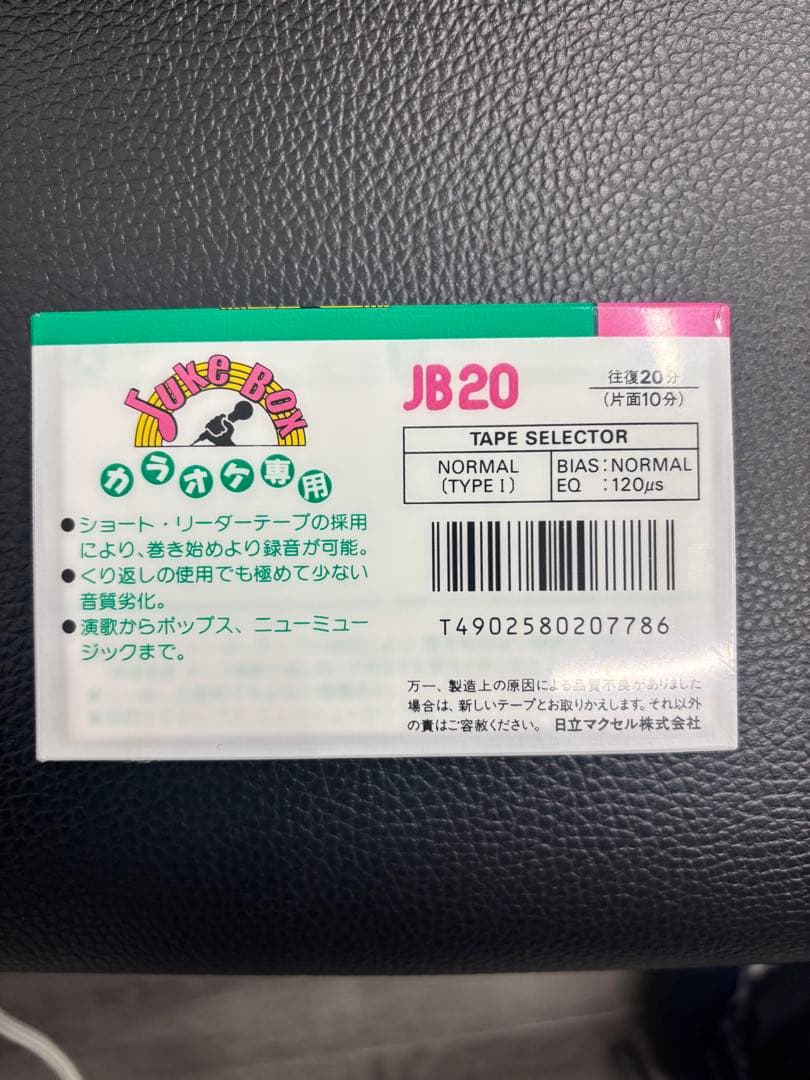 Juke Box
カラオケ専用
●ショート・リーダーテープの採用
により、巻き始めより録音が可能。
●くり返しの使用でも極めて少ない
音質劣化。
●演歌からポップス、ニューミュー
ジックまで。
JB20
往復20分
(片面10分)
TAPE SELECTOR
NORMAL
(TYPE I)
BIAS:NORMAL
EQ :120μs
T4902580207786
万一、製造上の原因による品質不良がありました
場合は、新しいテープとお取りかえします。それ以外
の責はご容赦ください。 日立マクセル株式会社